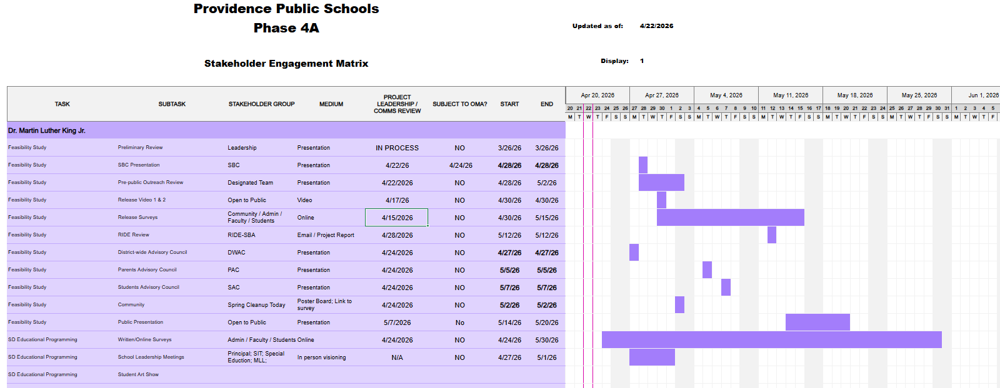 Providence Public Schools
Phase 4A
Updated as of: 4/22/2026
Display: 1
Stakeholder Engagement Matrix
TASK SUBTASK STAKEHOLDER GROUP MEDIUM PROJECT LEADERSHIP / COMMS REVIEW SUBJECT TO OMA? START END
Apr 20, 2026 Apr 27, 2026 May 4, 2026 May 11, 2026 May 18, 2026 May 25, 2026 Jun 1, 2026
20 21 22 23 24 25 26 27 28 29 30 1 2 3 4 5 6 7 8 9 10 11 12 13 14 15 16 17 18 19 20 21 22 23 24 25 26 27 28 29 30 31 1 2 3 4 5
M T W T F S S M T W T F S S M T W T F S S M T W T F S S M T W T F S S M T W T F S S M T W T F
Dr. Martin Luther King Jr.
Feasibility Study Preliminary Review Leadership Presentation IN PROCESS NO 3/26/26 3/26/26
Feasibility Study SBC Presentation SBC Presentation 4/22/26 4/24/26 4/28/26 4/28/26
Feasibility Study Pre-public Outreach Review Designated Team Presentation 4/22/2026 NO 4/28/26 5/2/26
Feasibility Study Release Video 1 & 2 Open to Public Video 4/17/26 NO 4/30/26 4/30/26
Feasibility Study Release Surveys Community / Admin / Faculty / Students Online 4/15/2026 NO 4/30/26 5/15/26
Feasibility Study RIDE Review RIDE-SBA Email / Project Report 4/28/2026 NO 5/12/26 5/12/26
Feasibility Study District-wide Advisory Council DWAC Presentation 4/24/2026 NO 4/27/26 4/27/26
Feasibility Study Parents Advisory Council PAC Presentation 4/24/2026 NO 5/5/26 5/5/26
Feasibility Study Students Advisory Council SAC Presentation 4/24/2026 NO 5/7/26 5/7/26
Feasibility Study Community Spring Cleanup Today Poster Board; Link to survey 4/24/2026 NO 5/2/26 5/2/26
Feasibility Study Public Presentation Open to Public Presentation 5/7/2026 No 5/14/26 5/20/26
SD Educational Programming Written/Online Surveys Admin / Faculty / Students Online 4/24/2026 NO 4/24/26 5/30/26
SD Educational Programming School Leadership Meetings Principal; SIT; Special Eduction; MLL; In person visioning N/A NO 4/27/26 5/1/26
SD Educational Programming Student Art Show